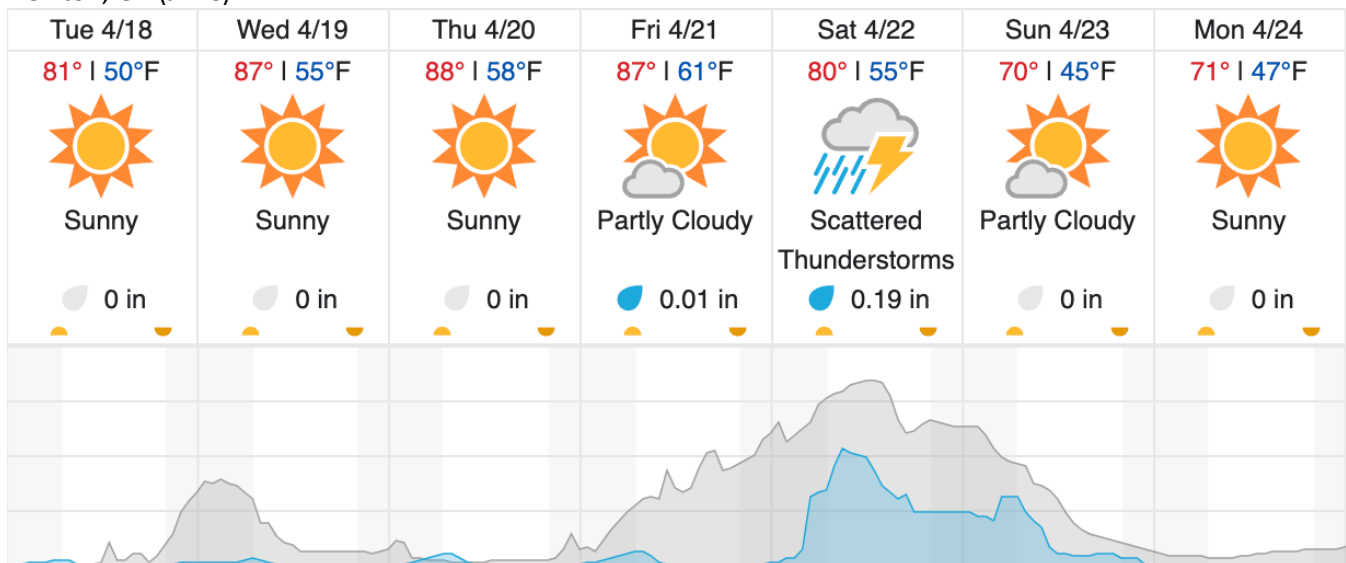 Tue 4/18
Wed 4/19
Thu 4/20
Fri 4/21
Sat 4/22
Sun 4/23
Mon 4/24
81° | 50°F
87° | 55°F
88° | 58°F
87° | 61°F
80° | 55°F
70° | 45°F
71° | 47°F
Sunny
Sunny
Sunny
Partly Cloudy
Scattered
Thunderstorms
Partly Cloudy
Sunny
0 in
0 in
0 in
0.01 in
0.19 in
0 in
0 in